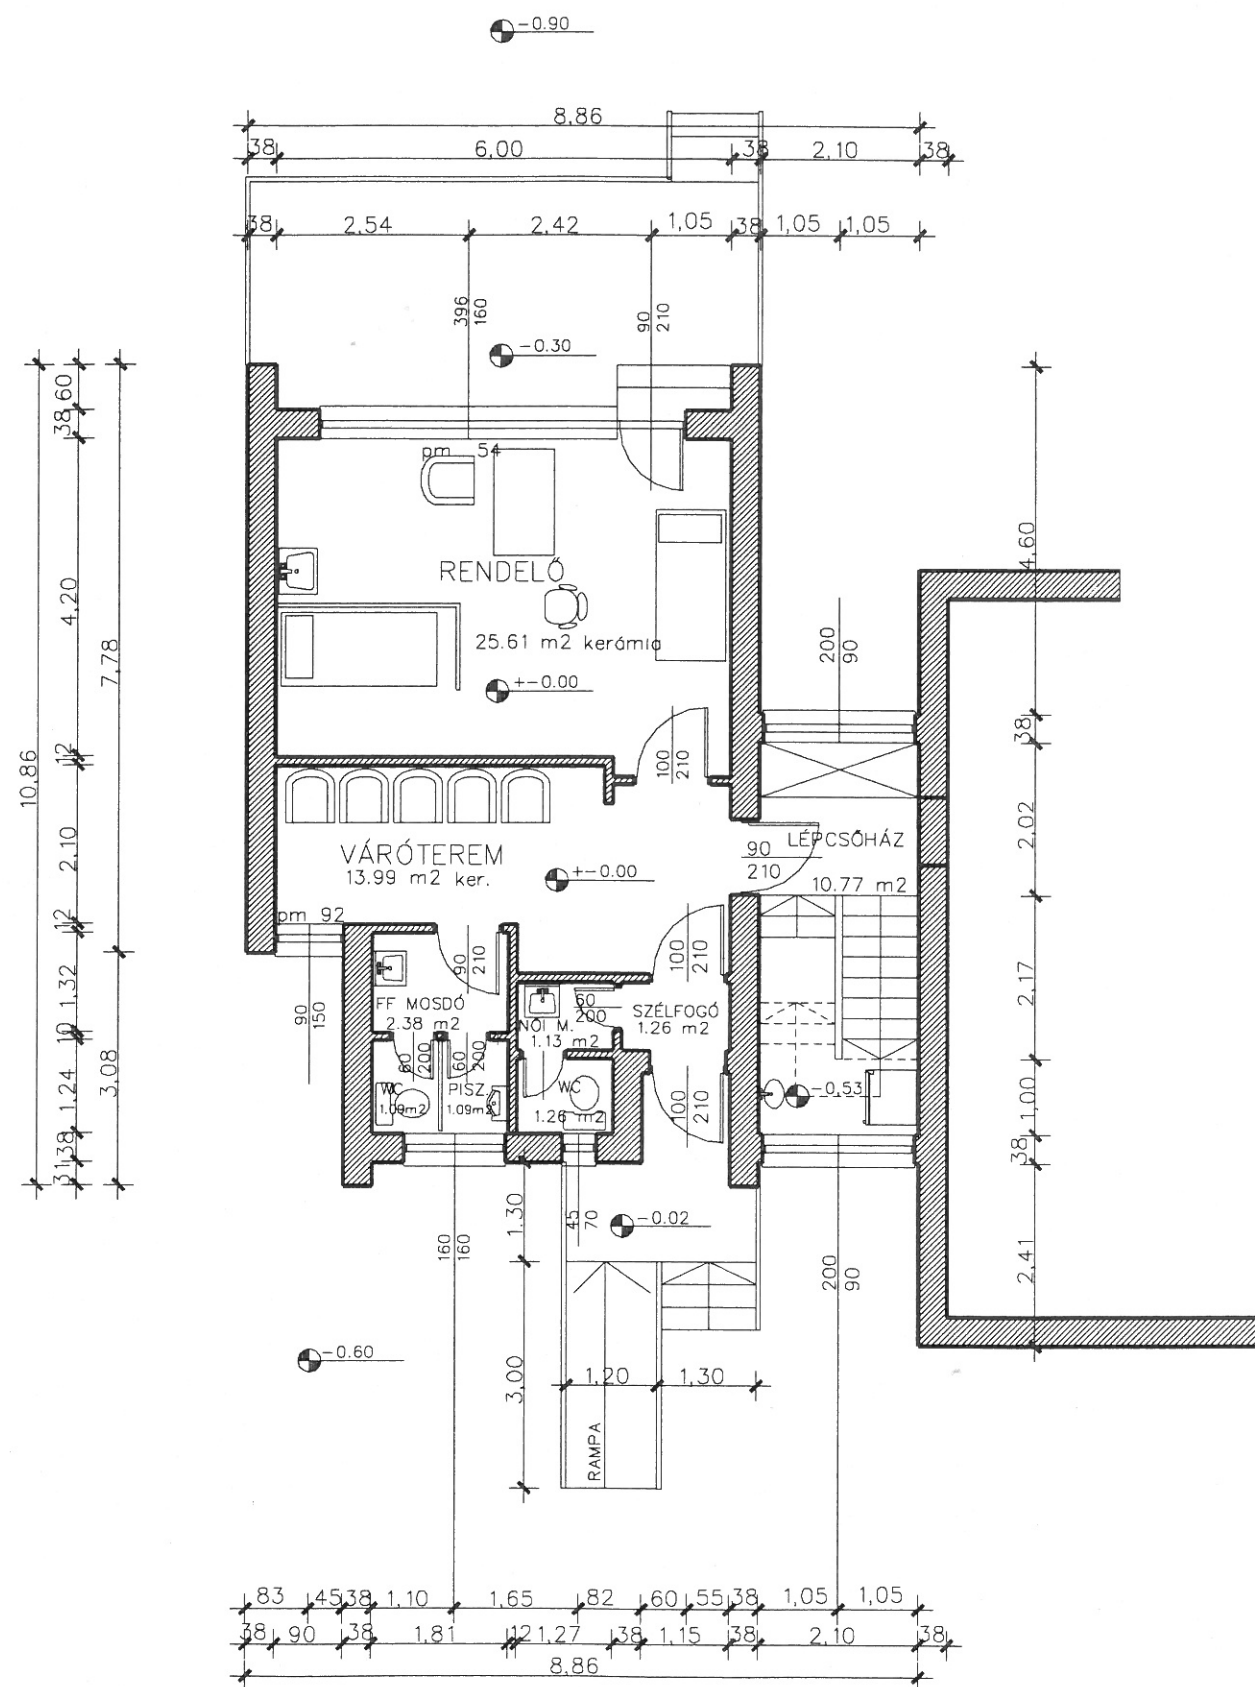 -0.90
8,86
38 6,00 38 2,10 38
38 2,54 2,42 1,05 38 1,05 1,05
396
160
90
210
-0.30
60
38
4,20
12
2,10
12
1,32
10
1,24
38
31
7,78
3,08
10,86
pm 54
RENDELŐ
25.61 m2 kerámia
+-0.00
100
210
200
90
4,60
38
2,02
2,17
1,00
38
2,41
VÁRÓTEREM
13.99 m2 ker.
+-0.00
90
210
LÉPCSŐHÁZ
10.77 m2
pm 92
90
150
90
210
100
210
FF MOSDÓ
2.38 m2
60
200
NŐI M.
1.13 m2
SZÉLFOGÓ
1.26 m2
60
200
60
200
WC
1.09m2
PISZ.
1.09m2
WC
1.26 m2
100
210
-0.53
1.30
45
70
-0.02
160
160
200
90
-0.60
3,00
1,20 1,30
RAMPA
83 45 38 1,10 1,65 82 60 55 38 1,05 1,05
38 90 38 1,81 12 1,27 38 1,15 38 2,10 38
8,86